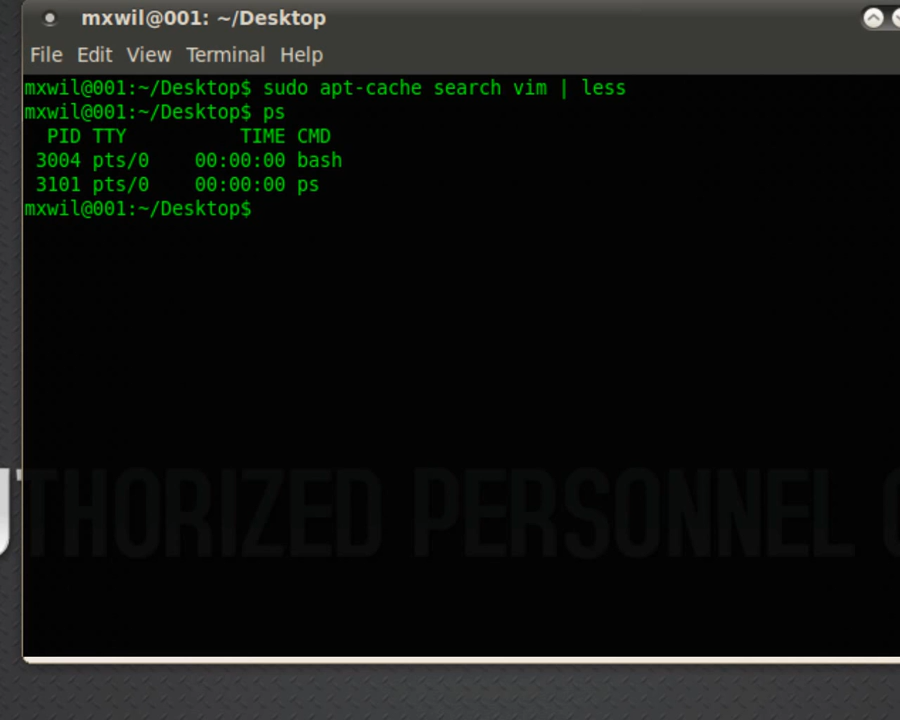 mxwil@001: ~/Desktop
File Edit View Terminal Help
mxwil@001:~/Desktop$ sudo apt-cache search vim | less
mxwil@001:~/Desktop$ ps
  PID TTY          TIME CMD
 3004 pts/0    00:00:00 bash
 3101 pts/0    00:00:00 ps
mxwil@001:~/Desktop$
UTHORIZED PERSONNEL